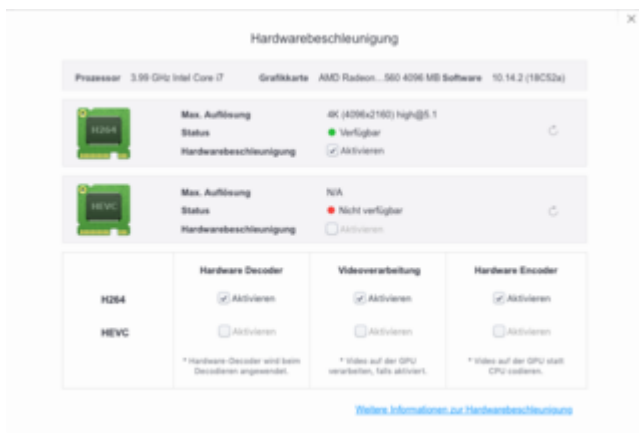 Hardwarebeschleunigung
Prozessor 3.99 GHz Intel Core i7 Grafikkarte AMD Radeon...560 4096 MB Software 10.14.2 (18C52a)
H264
Max. Auflösung 4K (4096x2160) high@5.1
Status Verfügbar
Hardwarebeschleunigung Aktivieren
HEVC
Max. Auflösung N/A
Status Nicht verfügbar
Hardwarebeschleunigung Aktivieren
Hardware Decoder Videoverarbeitung Hardware Encoder
H264 Aktivieren Aktivieren Aktivieren
HEVC Aktivieren Aktivieren Aktivieren
* Hardware-Decoder wird beim * Video auf der GPU * Video auf der GPU statt
Decodieren angewendet. verarbeiten, falls aktiviert. CPU codieren.
Weitere Informationen zur Hardwarebeschleunigung